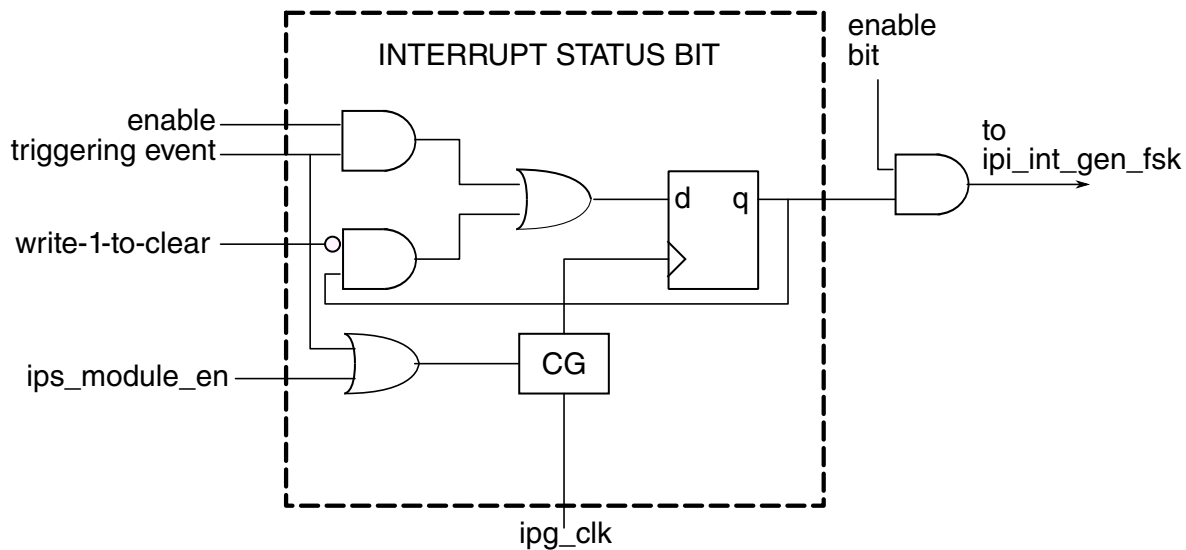 INTERRUPT STATUS BIT
enable
bit
enable
triggering event
to
ipi_int_gen_fsk
d
q
write-1-to-clear
CG
ips_module_en
ipg_clk